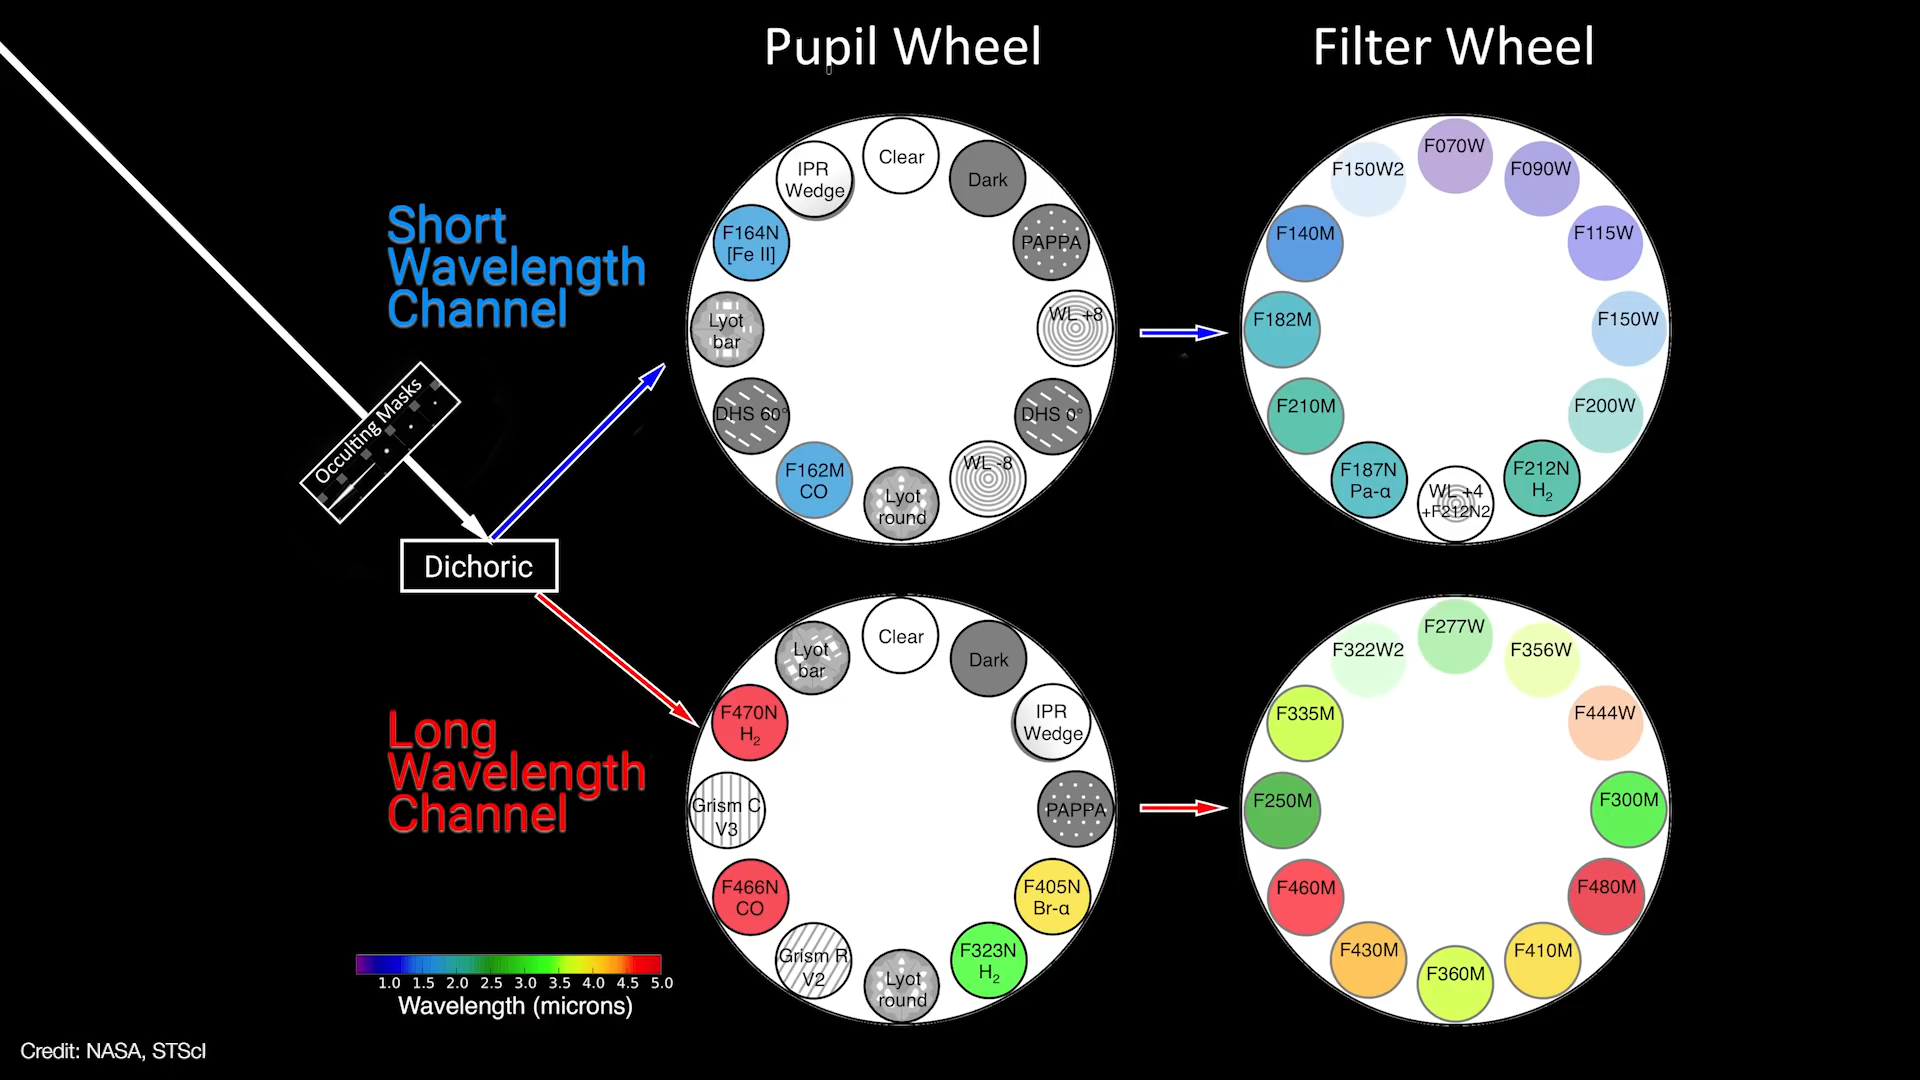 Pupil Wheel
Filter Wheel
Short
Wavelength
Channel
Occulting Masks
Dichoric
Long
Wavelength
Channel
Clear
Dark
PAPPA
WL +8
DHS 0°
WL -8
Lyot
round
F162M
CO
DHS 60°
Lyot
bar
F164N
[Fe II]
IPR
Wedge
F070W
F090W
F115W
F150W
F200W
F212N
H₂
WL +4
+F212N2
F187N
Pa-α
F210M
F182M
F140M
F150W2
Clear
Dark
IPR
Wedge
PAPPA
F405N
Br-α
F323N
H₂
Lyot
round
Grism R
V2
F466N
CO
Grism C
V3
F470N
H₂
Lyot
bar
F277W
F356W
F444W
F300M
F480M
F410M
F360M
F430M
F460M
F250M
F335M
F322W2
1.0 1.5 2.0 2.5 3.0 3.5 4.0 4.5 5.0
Wavelength (microns)
Credit: NASA, STScI